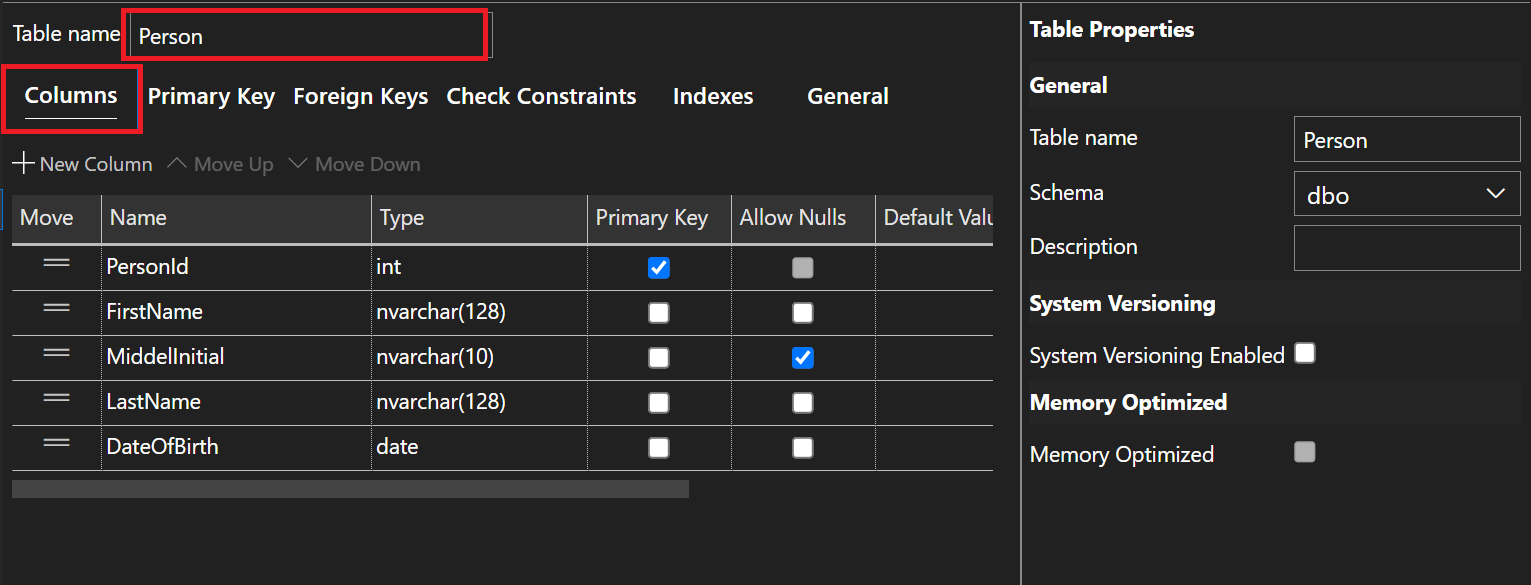 Table name Person
Columns Primary Key Foreign Keys Check Constraints Indexes General
New Column Move Up Move Down
Move Name Type Primary Key Allow Nulls Default Valu
PersonId int
FirstName nvarchar(128)
MiddelInitial nvarchar(10)
LastName nvarchar(128)
DateOfBirth date
Table Properties
General
Table name Person
Schema dbo
Description
System Versioning
System Versioning Enabled
Memory Optimized
Memory Optimized